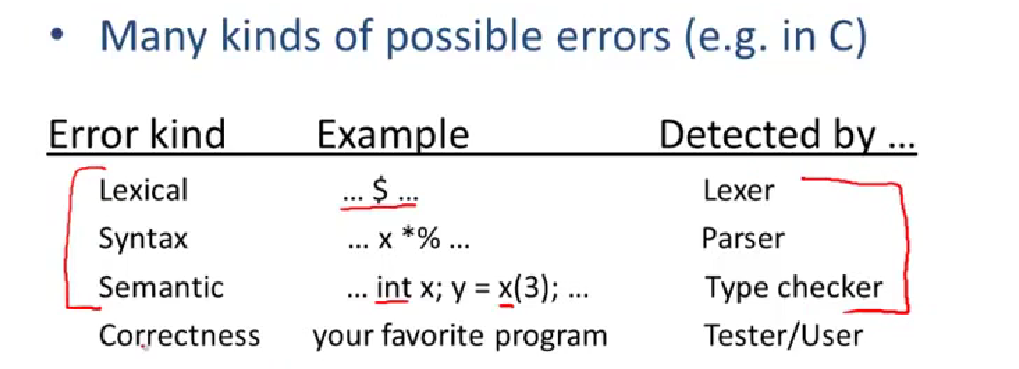 • Many kinds of possible errors (e.g. in C)
Error kind Example Detected by ...
Lexical ... $ ... Lexer
Syntax ... x *% ... Parser
Semantic ... int x; y = x(3); ... Type checker
Correctness your favorite program Tester/User